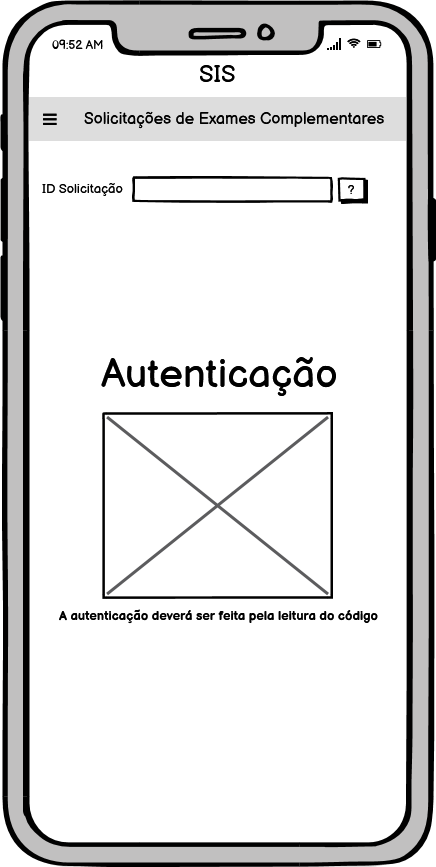 09:52 AM
SIS
Solicitações de Exames Complementares
ID Solicitação ?
Autenticação
A autenticação deverá ser feita pela leitura do código